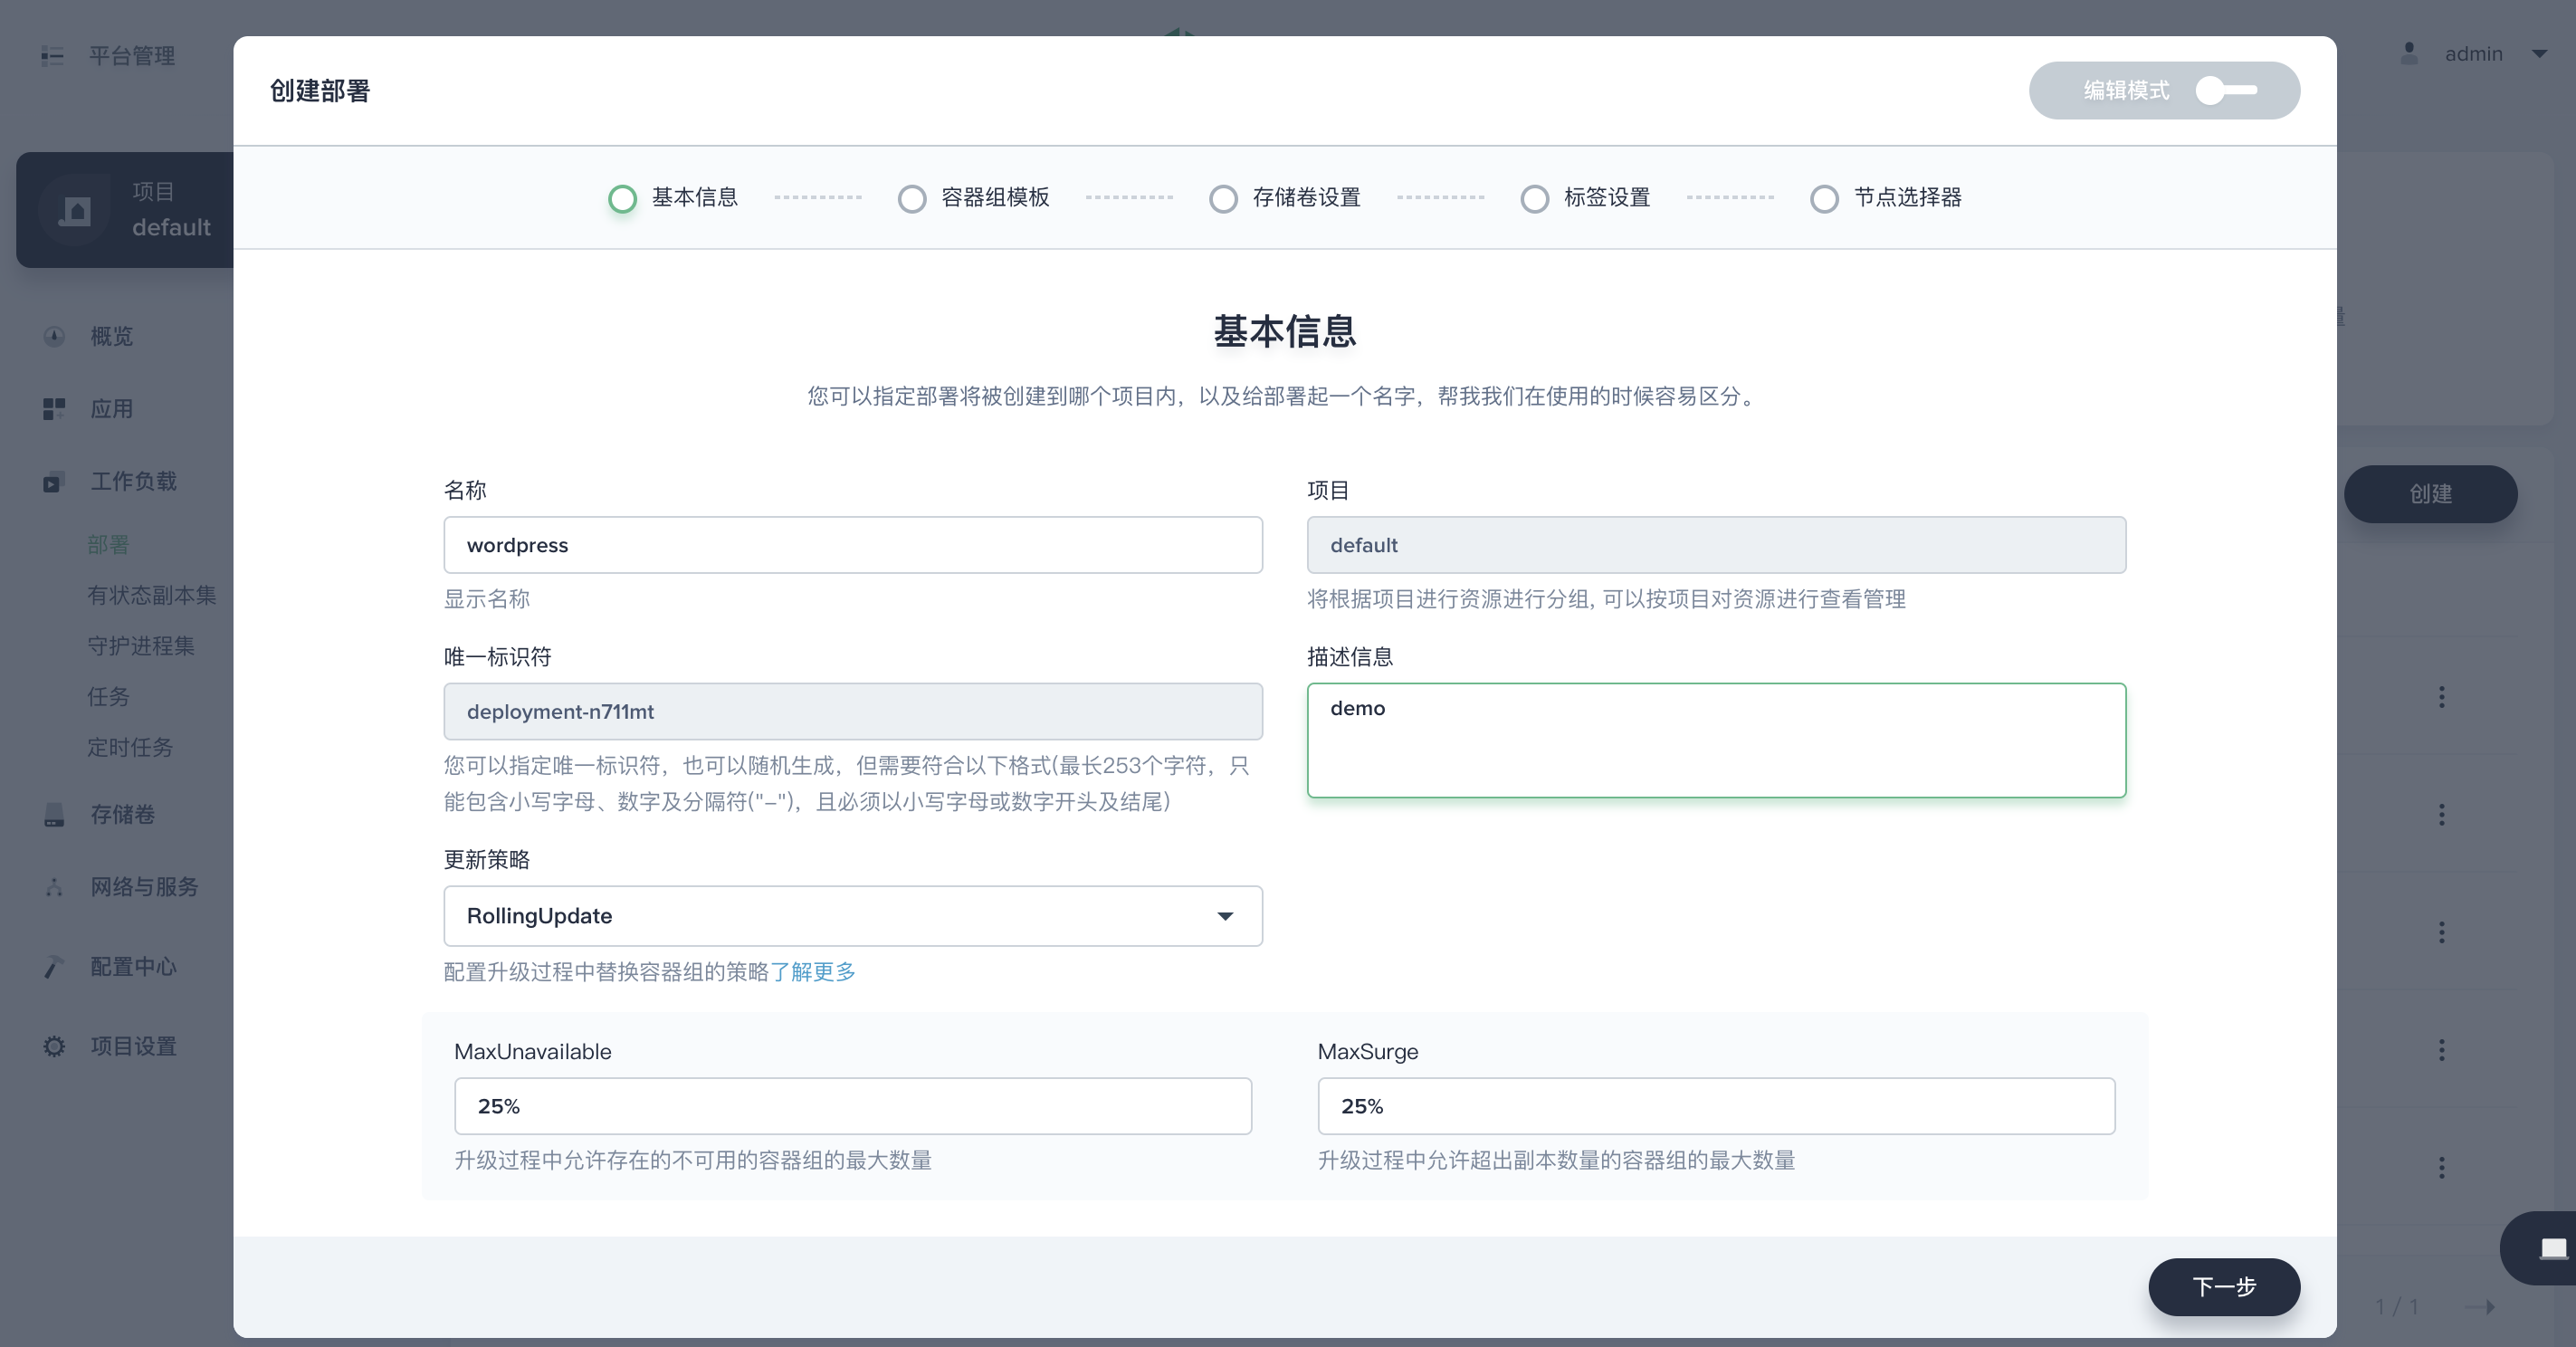 平台管理
admin
项目
default
概览
应用
工作负载
部署
有状态副本集
守护进程集
任务
定时任务
存储卷
网络与服务
配置中心
项目设置
创建部署
编辑模式
基本信息
容器组模板
存储卷设置
标签设置
节点选择器
基本信息
您可以指定部署将被创建到哪个项目内，以及给部署起一个名字，帮我我们在使用的时候容易区分。
名称
wordpress
显示名称
项目
default
将根据项目进行资源进行分组, 可以按项目对资源进行查看管理
唯一标识符
deployment-n711mt
您可以指定唯一标识符，也可以随机生成，但需要符合以下格式(最长253个字符，只
能包含小写字母、数字及分隔符("-")，且必须以小写字母或数字开头及结尾)
描述信息
demo
更新策略
RollingUpdate
配置升级过程中替换容器组的策略了解更多
MaxUnavailable
25%
升级过程中允许存在的不可用的容器组的最大数量
MaxSurge
25%
升级过程中允许超出副本数量的容器组的最大数量
下一步
创建
1 / 1